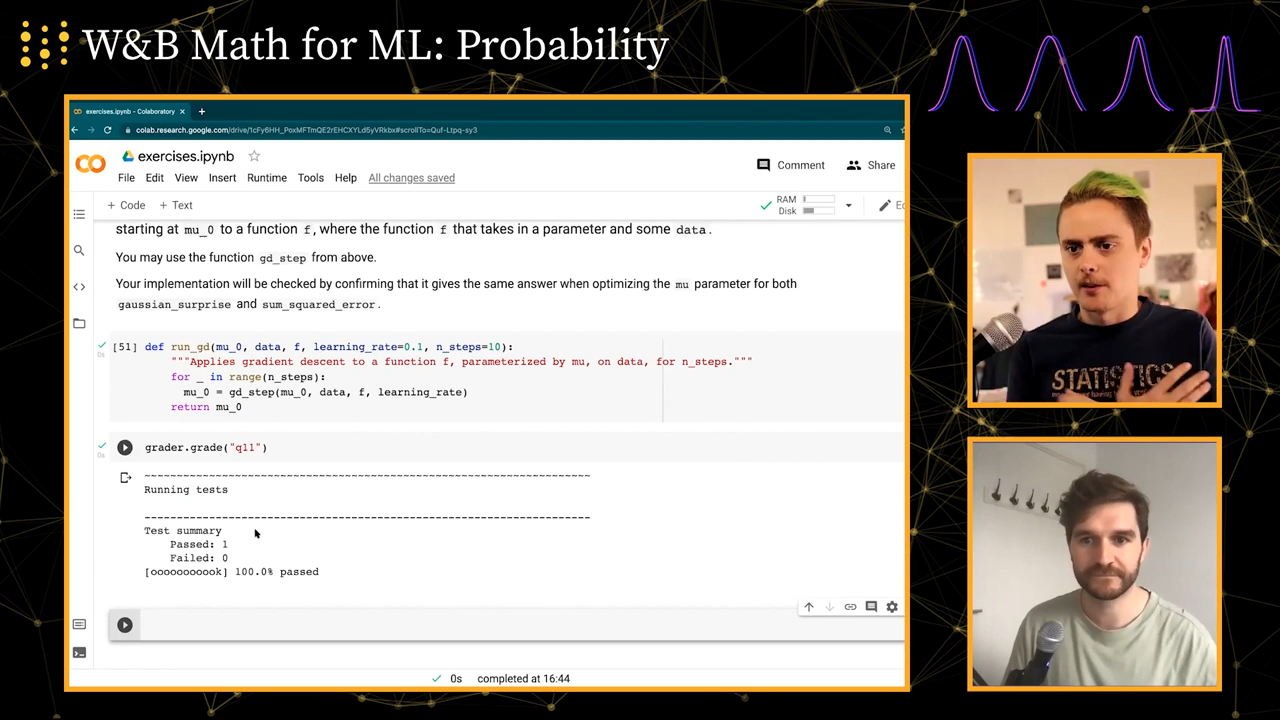 W&B Math for ML: Probability
exercises.ipynb - Colaboratory
colab.research.google.com/drive/1cFy6HH_PoxMFTmQE2rEHCXYLd5yVRkbx#scrollTo=Quf-Ltpq-sy3
exercises.ipynb
Comment
Share
File Edit View Insert Runtime Tools Help All changes saved
+ Code + Text
RAM
Disk
starting at mu_0 to a function f, where the function f that takes in a parameter and some data.
You may use the function gd_step from above.
Your implementation will be checked by confirming that it gives the same answer when optimizing the mu parameter for both
gaussian_surprise and sum_squared_error.
[51] def run_gd(mu_0, data, f, learning_rate=0.1, n_steps=10):
"""Applies gradient descent to a function f, parameterized by mu, on data, for n_steps."""
for _ in range(n_steps):
mu_0 = gd_step(mu_0, data, f, learning_rate)
return mu_0
0s
grader.grade("q11")
0s
~~~~~~~~~~~~~~~~~~~~~~~~~~~~~~~~~~~~~~~~~~~~~~~~~~~~~~~~~~~~~~~~~~~~~
Running tests
---------------------------------------------------------------------
Test summary
Passed: 1
Failed: 0
[ooooooooook] 100.0% passed
0s completed at 16:44
STATISTICS